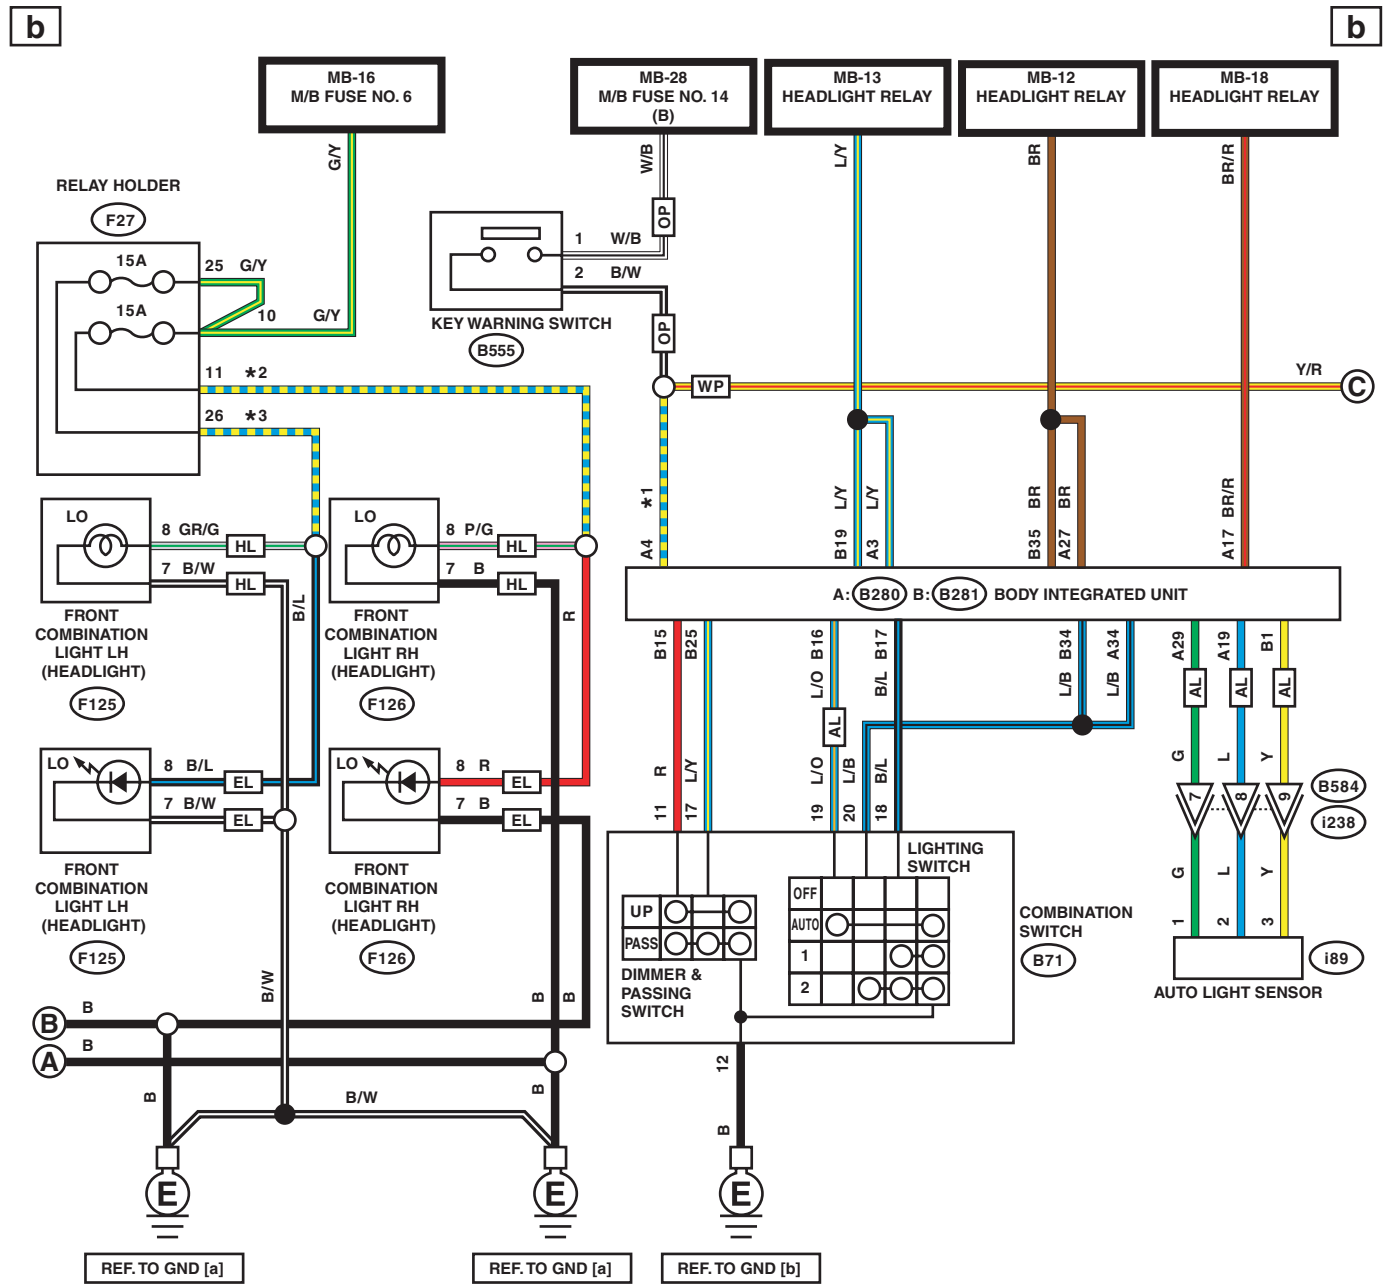 b
b
MB-16
M/B FUSE NO. 6
MB-28
M/B FUSE NO. 14
(B)
MB-13
HEADLIGHT RELAY
MB-12
HEADLIGHT RELAY
MB-18
HEADLIGHT RELAY
G/Y
W/B
L/Y
BR
BR/R
RELAY HOLDER
F27
15A
25 G/Y
15A
10 G/Y
11 *2
26 *3
OP
1 W/B
2 B/W
KEY WARNING SWITCH
B555
OP
WP
Y/R
C
*1
A4
L/Y
B19
L/Y
A3
BR
B35
BR
A27
BR/R
A17
LO
8 GR/G
HL
7 B/W
HL
FRONT
COMBINATION
LIGHT LH
(HEADLIGHT)
F125
B/L
LO
8 P/G
HL
7 B
HL
FRONT
COMBINATION
LIGHT RH
(HEADLIGHT)
F126
R
A: B280 B: B281 BODY INTEGRATED UNIT
B15
B25
B16
B17
B34
A34
A29
A19
B1
L/O
B/L
L/B
L/B
AL
AL
AL
AL
LO
8 B/L
EL
7 B/W
EL
FRONT
COMBINATION
LIGHT LH
(HEADLIGHT)
F125
LO
8 R
EL
7 B
EL
FRONT
COMBINATION
LIGHT RH
(HEADLIGHT)
F126
R
L/Y
L/O
L/B
B/L
G
L
Y
11
17
19
20
18
7
8
9
B584
i238
LIGHTING
SWITCH
OFF
AUTO
1
2
UP
PASS
DIMMER &
PASSING
SWITCH
COMBINATION
SWITCH
B71
G
L
Y
1
2
3
i89
AUTO LIGHT SENSOR
B/W
B
B
B
B
A
B
B
B
B/W
12
B
E
E
E
REF. TO GND [a]
REF. TO GND [a]
REF. TO GND [b]